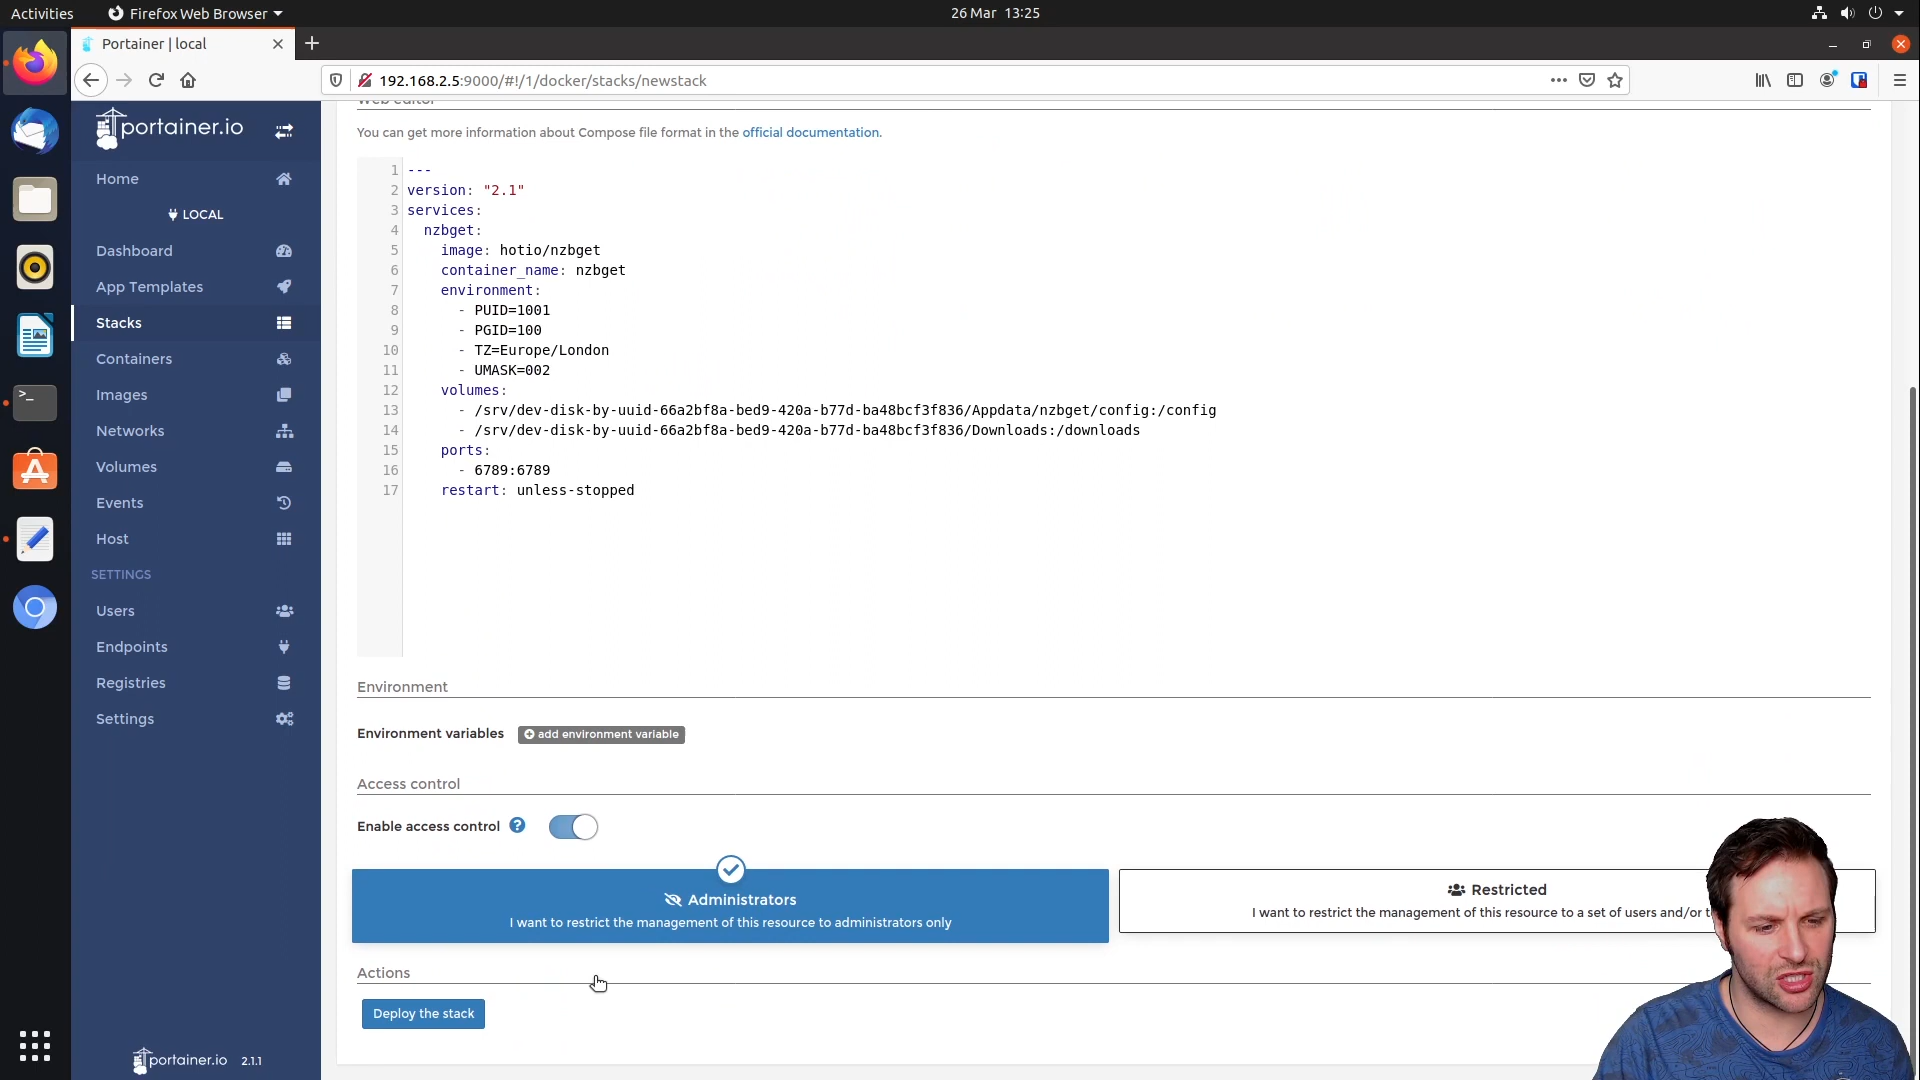 Activities
Firefox Web Browser
26 Mar 13:25
Portainer | local
192.168.2.5:9000/#!/1/docker/stacks/newstack
portainer.io
Home
LOCAL
Dashboard
App Templates
Stacks
Containers
Images
Networks
Volumes
Events
Host
SETTINGS
Users
Endpoints
Registries
Settings
portainer.io 2.1.1
Web editor
You can get more information about Compose file format in the official documentation.
1 ---
2 version: "2.1"
3 services:
4 nzbget:
5 image: hotio/nzbget
6 container_name: nzbget
7 environment:
8 - PUID=1001
9 - PGID=100
10 - TZ=Europe/London
11 - UMASK=002
12 volumes:
13 - /srv/dev-disk-by-uuid-66a2bf8a-bed9-420a-b77d-ba48bcf3f836/Appdata/nzbget/config:/config
14 - /srv/dev-disk-by-uuid-66a2bf8a-bed9-420a-b77d-ba48bcf3f836/Downloads:/downloads
15 ports:
16 - 6789:6789
17 restart: unless-stopped
Environment
Environment variables add environment variable
Access control
Enable access control
Administrators
I want to restrict the management of this resource to administrators only
Restricted
I want to restrict the management of this resource to a set of users and/or
Actions
Deploy the stack